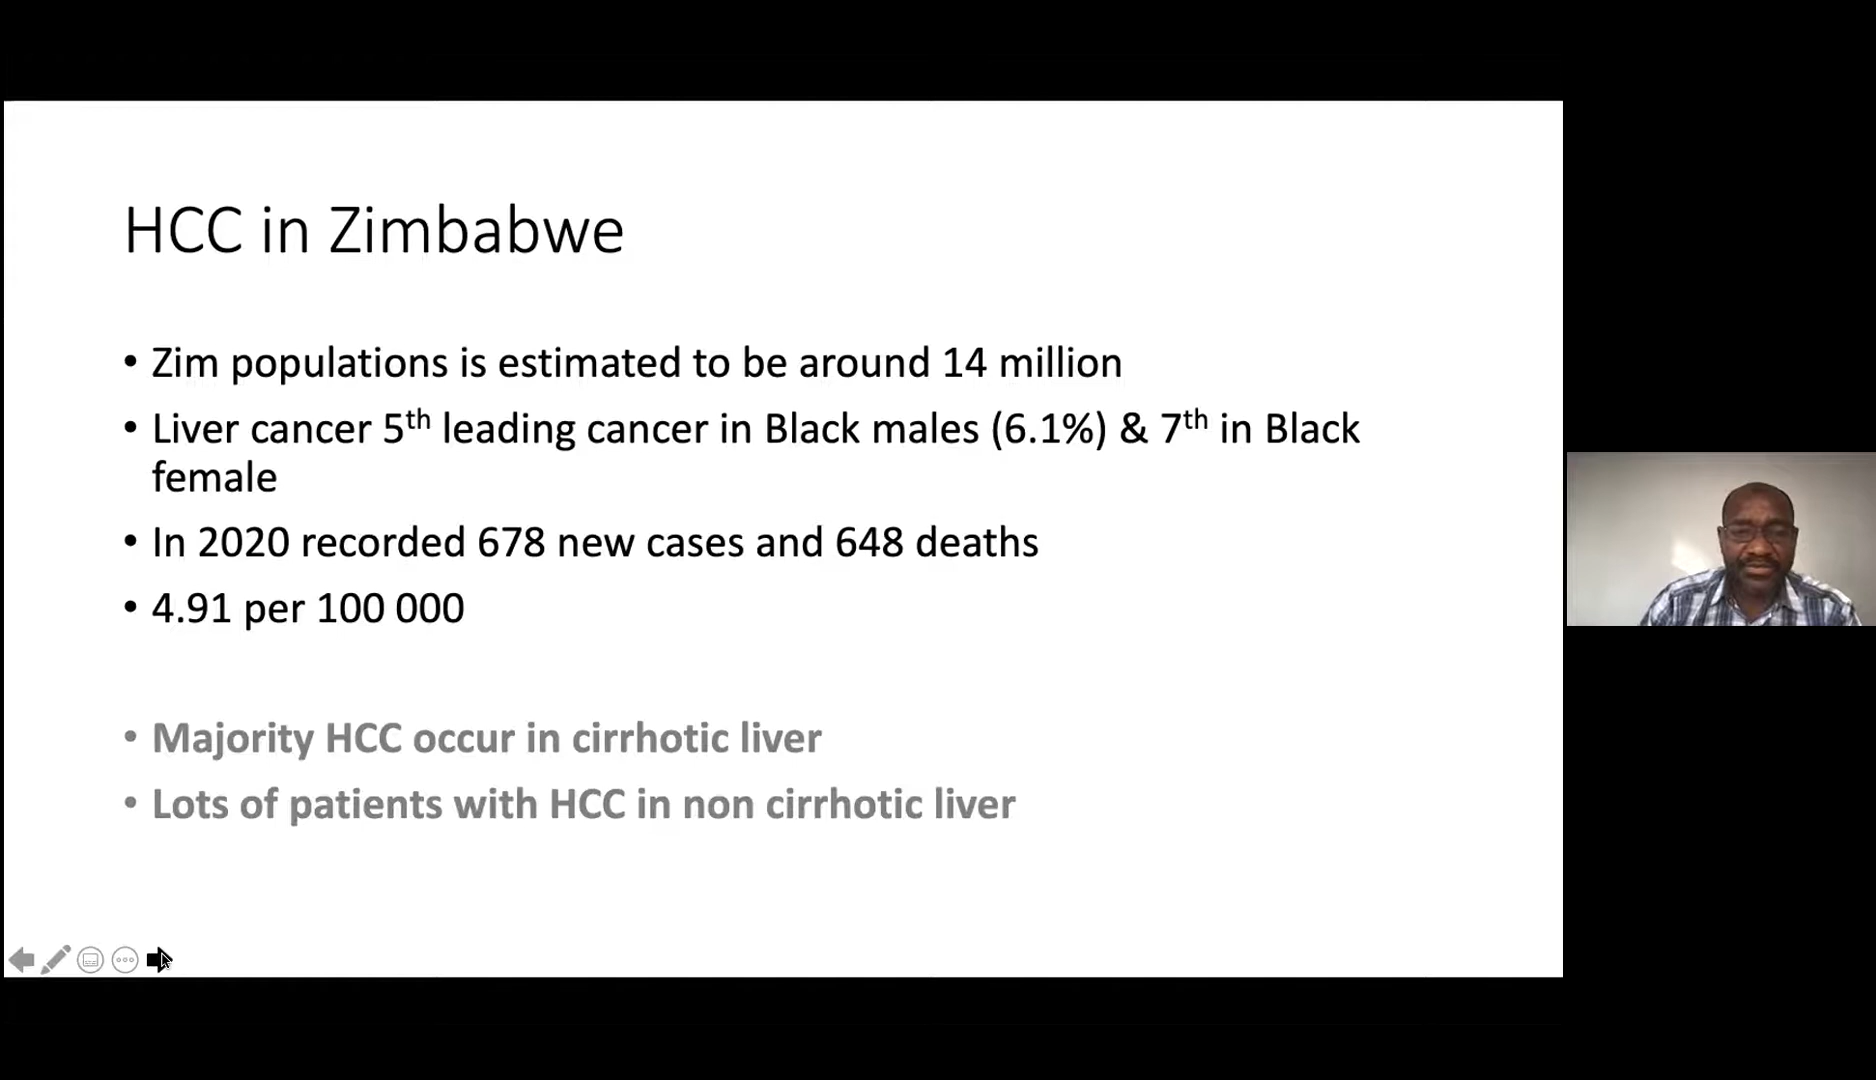 HCC in Zimbabwe
• Zim populations is estimated to be around 14 million
• Liver cancer 5th leading cancer in Black males (6.1%) & 7th in Black
female
• In 2020 recorded 678 new cases and 648 deaths
• 4.91 per 100 000
• Majority HCC occur in cirrhotic liver
• Lots of patients with HCC in non cirrhotic liver